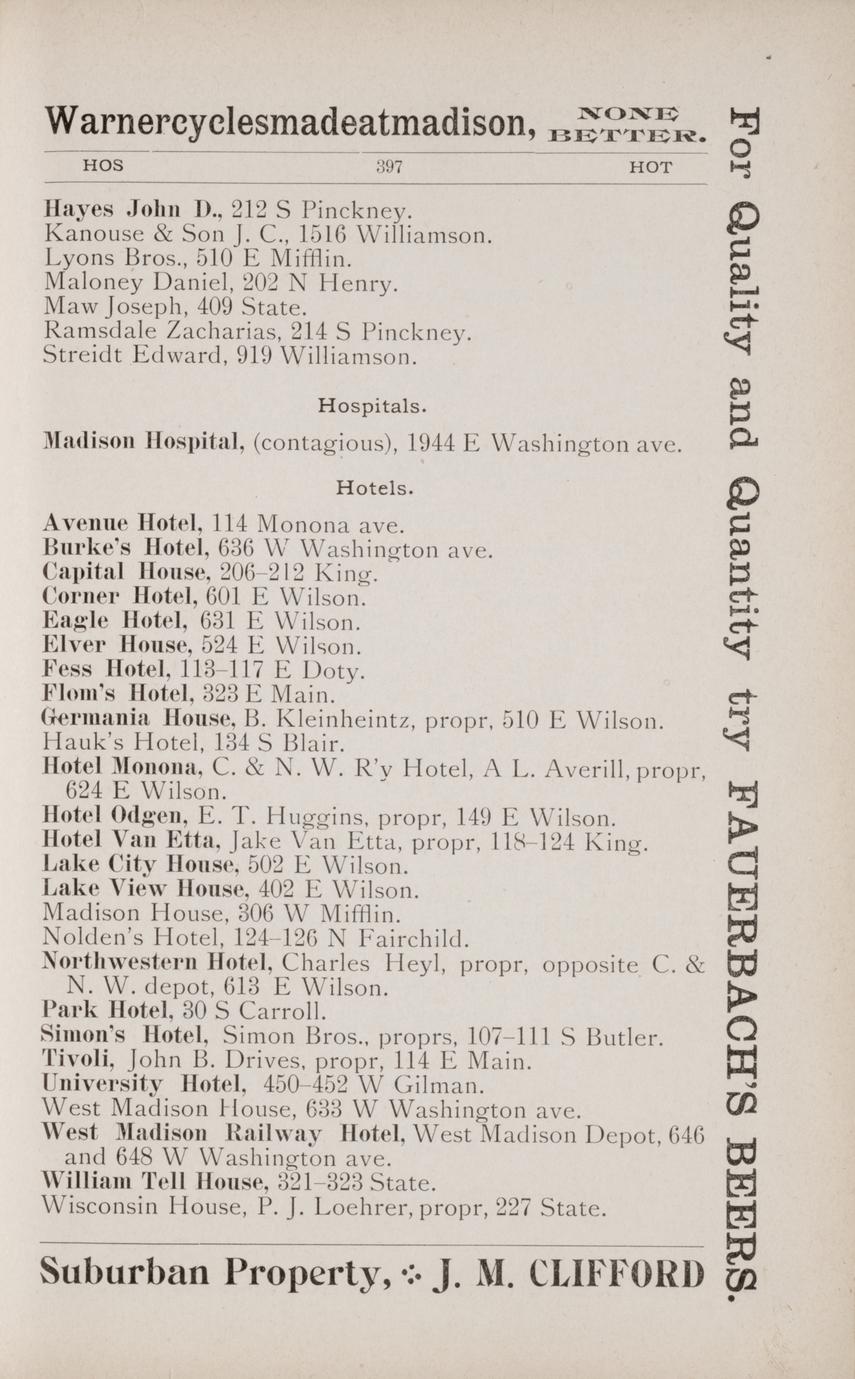 Warnercyclesmadeatmadison, NONE BETTER.
HOS 397 HOT
Hayes John D., 212 S Pinckney.
Kanouse & Son J. C., 1516 Williamson.
Lyons Bros., 510 E Mifflin.
Maloney Daniel, 202 N Henry.
Maw Joseph, 409 State.
Ramsdale Zacharias, 214 S Pinckney.
Streidt Edward, 919 Williamson.
Hospitals.
Madison Hospital, (contagious), 1944 E Washington ave.
Hotels.
Avenue Hotel, 114 Monona ave.
Burke's Hotel, 636 W Washington ave.
Capital House, 206–212 King.
Corner Hotel, 601 E Wilson.
Eagle Hotel, 631 E Wilson.
Elver House, 524 E Wilson.
Fess Hotel, 113–117 E Doty.
Flom's Hotel, 323 E Main.
Germania House, B. Kleinheintz, propr, 510 E Wilson.
Hauk's Hotel, 134 S Blair.
Hotel Monona, C. & N. W. R'y Hotel, A L. Averill, propr,
624 E Wilson.
Hotel Odgen, E. T. Huggins, propr, 149 E Wilson.
Hotel Van Etta, Jake Van Etta, propr, 118–124 King.
Lake City House, 502 E Wilson.
Lake View House, 402 E Wilson.
Madison House, 306 W Mifflin.
Nolden's Hotel, 124–126 N Fairchild.
Northwestern Hotel, Charles Heyl, propr, opposite C. &
N. W. depot, 613 E Wilson.
Park Hotel, 30 S Carroll.
Simon's Hotel, Simon Bros., proprs, 107–111 S Butler.
Tivoli, John B. Drives, propr, 114 E Main.
University Hotel, 450–452 W Gilman.
West Madison House, 633 W Washington ave.
West Madison Railway Hotel, West Madison Depot, 646
and 648 W Washington ave.
William Tell House, 321–323 State.
Wisconsin House, P. J. Loehrer, propr, 227 State.
Suburban Property, J. M. CLIFFORD
For Quality and Quantity try FAUERBACH'S BEERS.